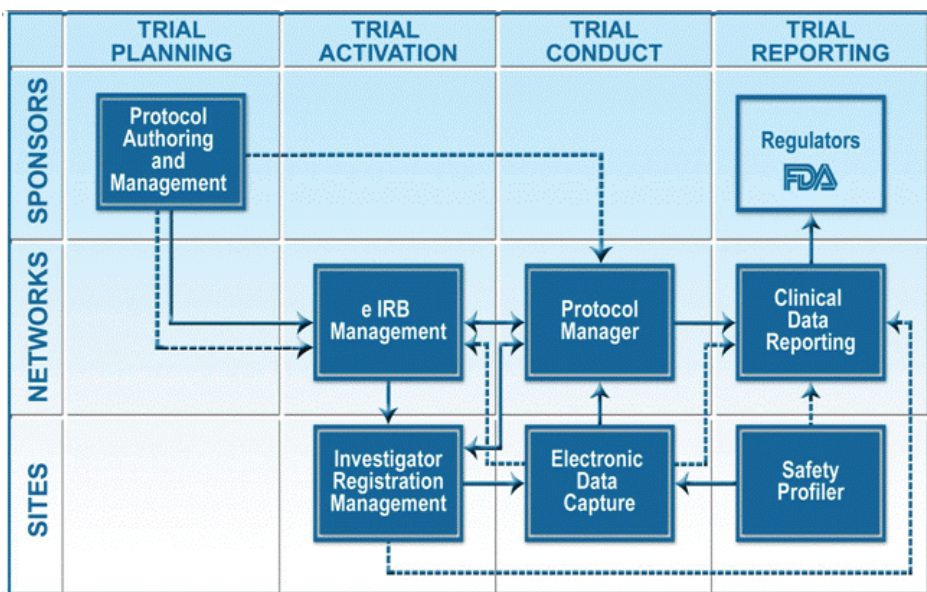 TRIAL
PLANNING
TRIAL
ACTIVATION
TRIAL
CONDUCT
TRIAL
REPORTING
SPONSORS
Protocol
Authoring
and
Management
Regulators
FDA
NETWORKS
e IRB
Management
Protocol
Manager
Clinical
Data
Reporting
SITES
Investigator
Registration
Management
Electronic
Data
Capture
Safety
Profiler